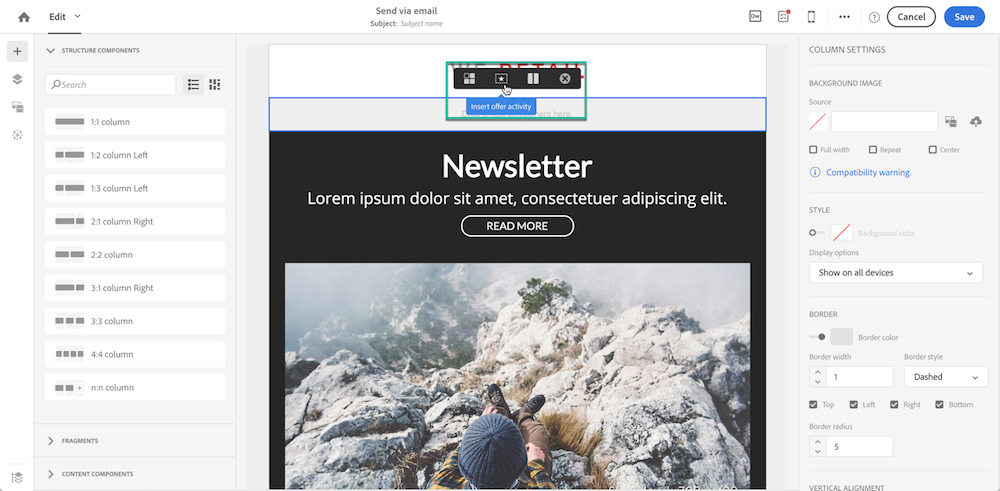 Edit
Send via email
Subject: Subject name
Dw
...
?
Cancel
Save
STRUCTURE COMPONENTS
Search
1:1 column
1:2 column Left
1:3 column Left
2:1 column Right
2:2 column
3:1 column Right
3:3 column
4:4 column
n:n column
FRAGMENTS
CONTENT COMPONENTS
WE RETAIL
Insert offer activity
here.
Newsletter
Lorem ipsum dolor sit amet, consectetuer adipiscing elit.
READ MORE
COLUMN SETTINGS
BACKGROUND IMAGE
Source
Full width
Repeat
Center
Compatibility warning.
STYLE
Background color
Display options
Show on all devices
BORDER
Border color
Border width
Border style
1
Dashed
Top
Left
Right
Bottom
Border radius
5
VERTICAL ALIGNMENT